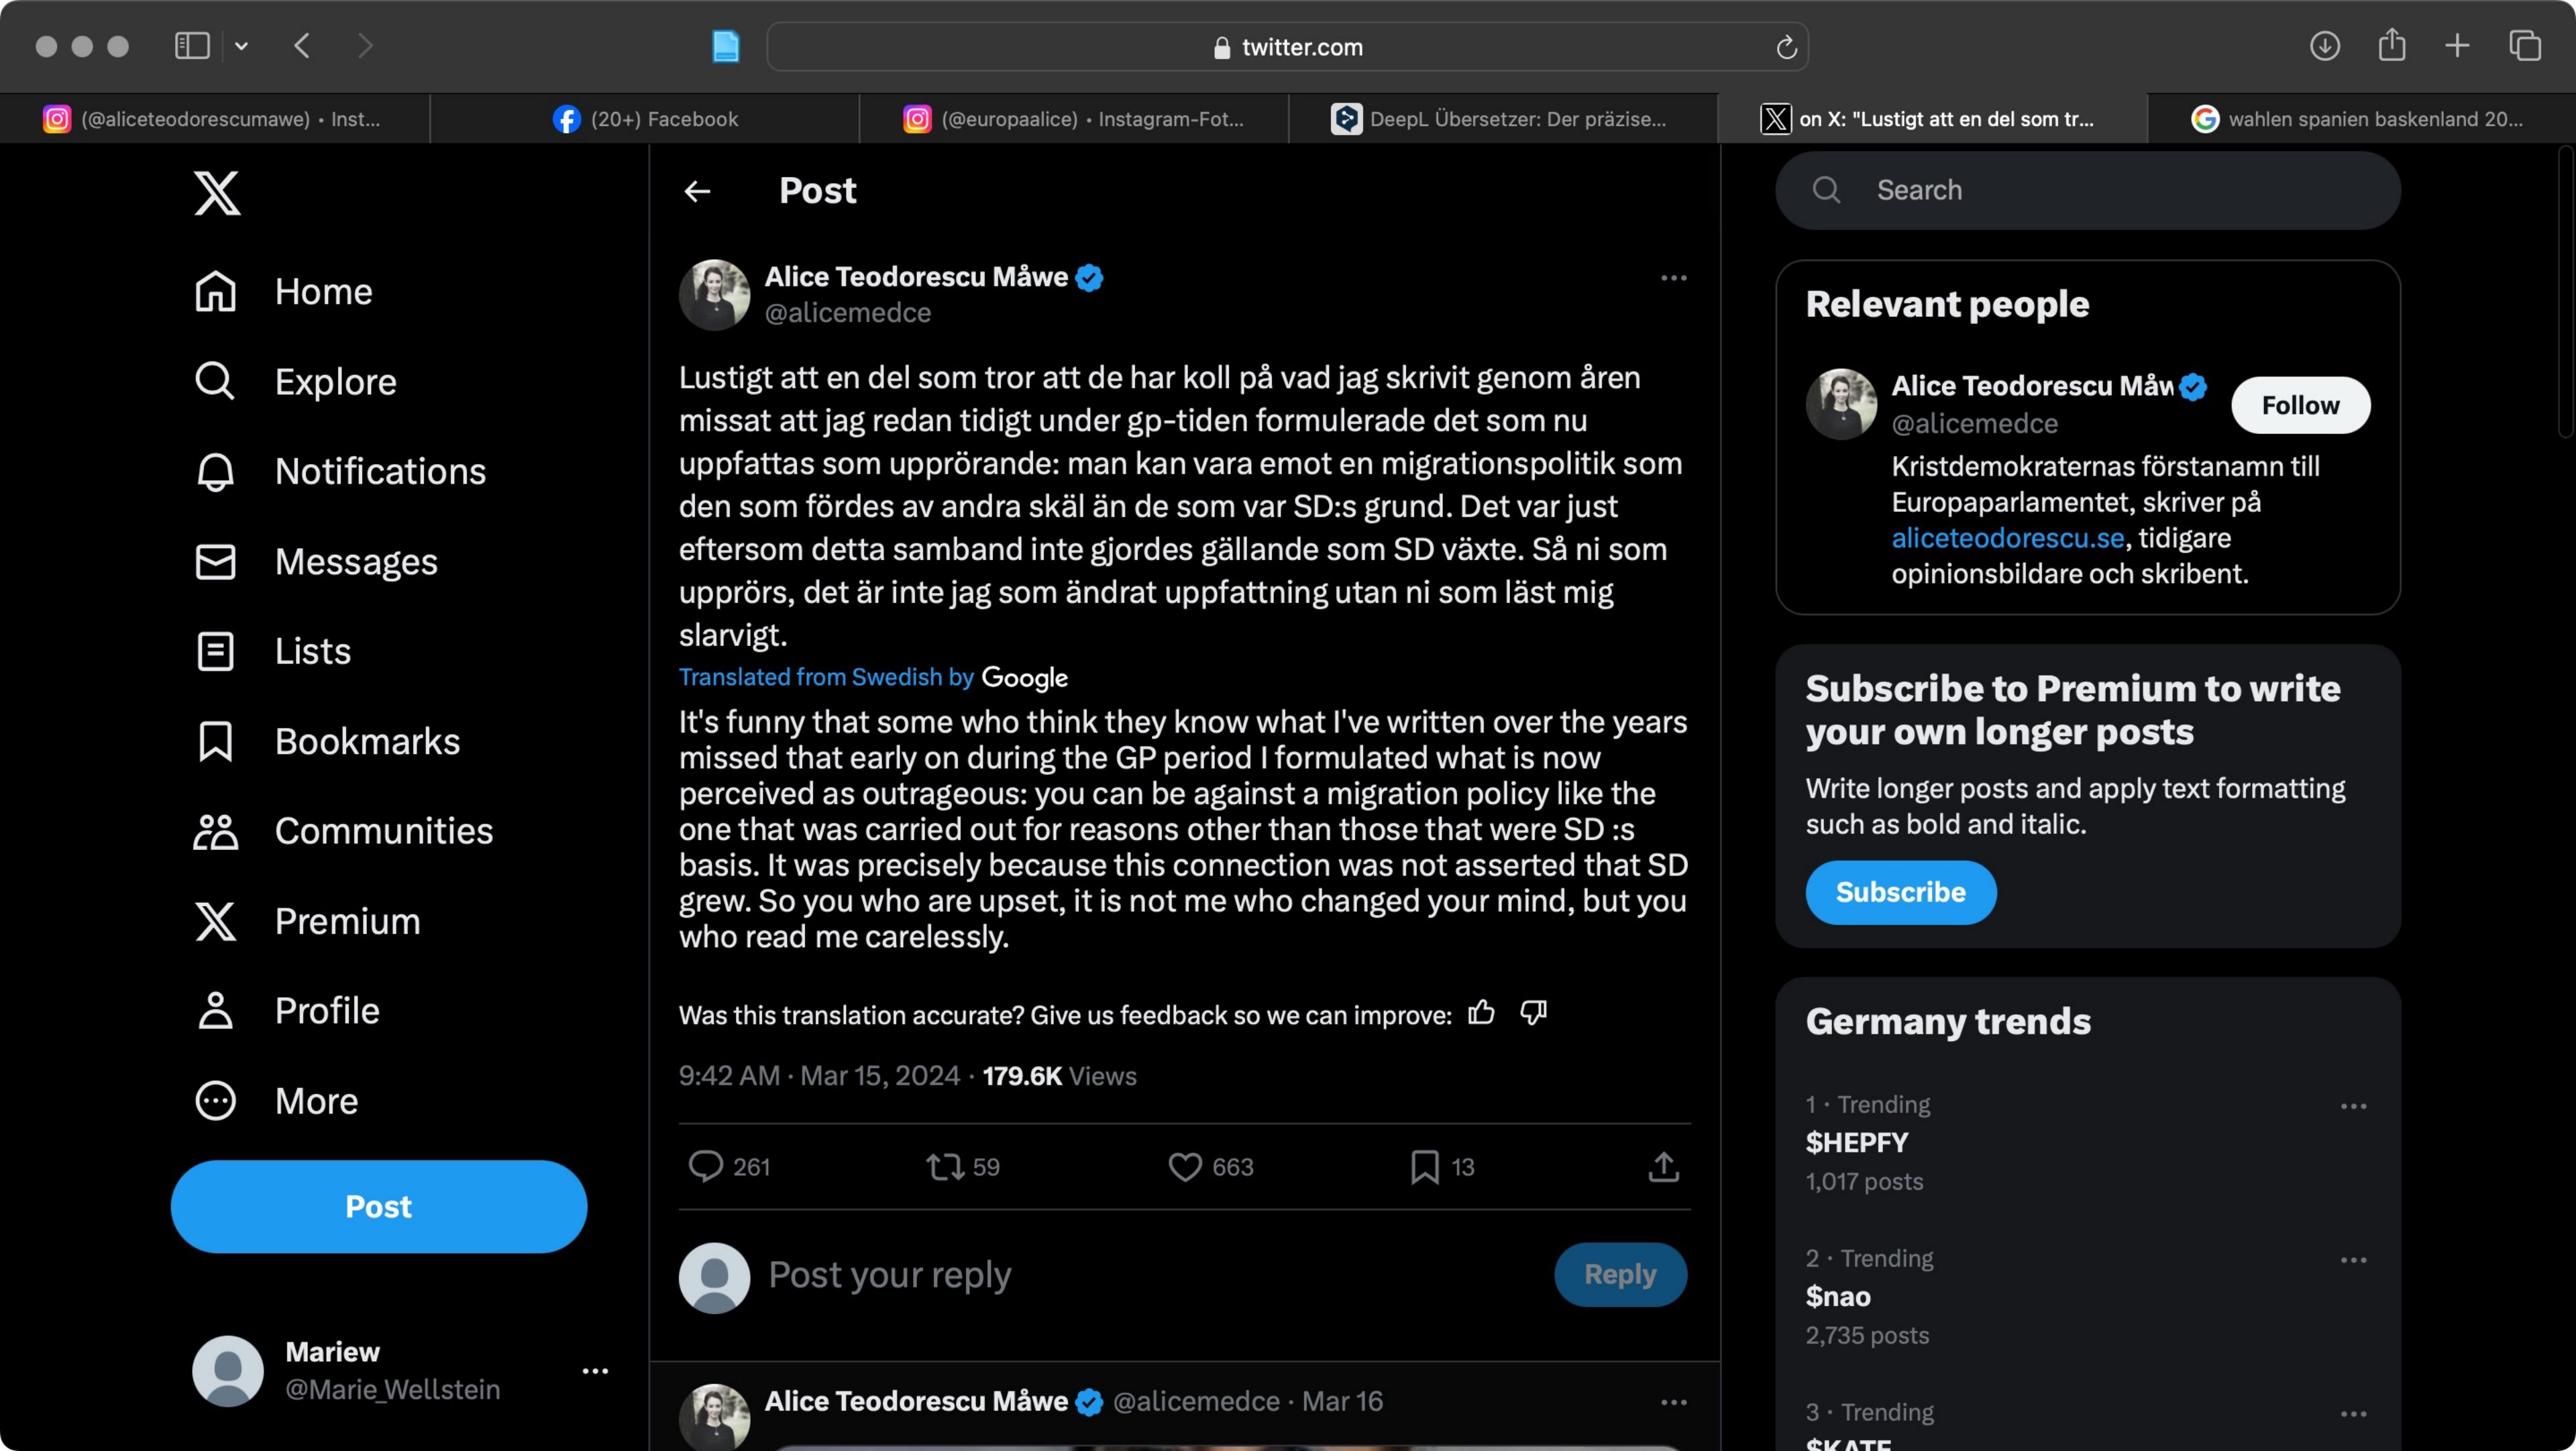 twitter.com
(@aliceteodorescumawe) • Inst...
(20+) Facebook
(@europaalice) • Instagram-Fot...
DeepL Übersetzer: Der präzise...
on X: "Lustigt att en del som tr...
wahlen spanien baskenland 20...
Home
Explore
Notifications
Messages
Lists
Bookmarks
Communities
Premium
Profile
More
Post
Mariew
@Marie_Wellstein
Post
Alice Teodorescu Måwe
@alicemedce
Lustigt att en del som tror att de har koll på vad jag skrivit genom åren
missat att jag redan tidigt under gp-tiden formulerade det som nu
uppfattas som upprörande: man kan vara emot en migrationspolitik som
den som fördes av andra skäl än de som var SD:s grund. Det var just
eftersom detta samband inte gjordes gällande som SD växte. Så ni som
upprörs, det är inte jag som ändrat uppfattning utan ni som läst mig
slarvigt.
Translated from Swedish by Google
It's funny that some who think they know what I've written over the years
missed that early on during the GP period I formulated what is now
perceived as outrageous: you can be against a migration policy like the
one that was carried out for reasons other than those that were SD :s
basis. It was precisely because this connection was not asserted that SD
grew. So you who are upset, it is not me who changed your mind, but you
who read me carelessly.
Was this translation accurate? Give us feedback so we can improve:
9:42 AM · Mar 15, 2024 · 179.6K Views
261 59 663 13
Post your reply
Reply
Alice Teodorescu Måwe @alicemedce · Mar 16
Search
Relevant people
Alice Teodorescu Måw
@alicemedce
Follow
Kristdemokraternas förstanamn till
Europaparlamentet, skriver på
aliceteodorescu.se, tidigare
opinionsbildare och skribent.
Subscribe to Premium to write
your own longer posts
Write longer posts and apply text formatting
such as bold and italic.
Subscribe
Germany trends
1 · Trending
$HEPFY
1,017 posts
2 · Trending
$nao
2,735 posts
3 · Trending
$KATE